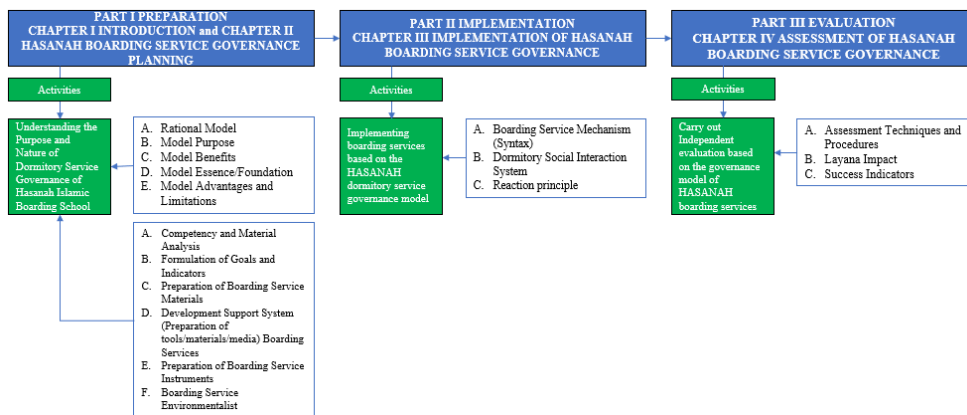 PART I PREPARATION
CHAPTER I INTRODUCTION and CHAPTER II
HASANAH BOARDING SERVICE GOVERNANCE
PLANNING
Activities
Understanding the
Purpose and
Nature of
Dormitory Service
Governance of
Hasanah Islamic
Boarding School
A. Rational Model
B. Model Purpose
C. Model Benefits
D. Model Essence/Foundation
E. Model Advantages and
Limitations
A. Competency and Material
Analysis
B. Formulation of Goals and
Indicators
C. Preparation of Boarding Service
Materials
D. Development Support System
(Preparation of
tools/materials/media) Boarding
Services
E. Preparation of Boarding Service
Instruments
F. Boarding Service
Environmentalist
PART II IMPLEMENTATION
CHAPTER III IMPLEMENTATION OF HASANAH
BOARDING SERVICE GOVERNANCE
Activities
Implementing
boarding services
based on the
HASANAH
dormitory service
governance model
A. Boarding Service Mechanism
(Syntax)
B. Dormitory Social Interaction
System
C. Reaction principle
PART III EVALUATION
CHAPTER IV ASSESSMENT OF HASANAH
BOARDING SERVICE GOVERNANCE
Activities
Carry out
Independent
evaluation based
on the governance
model of
HASANAH
boarding services
A. Assessment Techniques and
Procedures
B. Layana Impact
C. Success Indicators